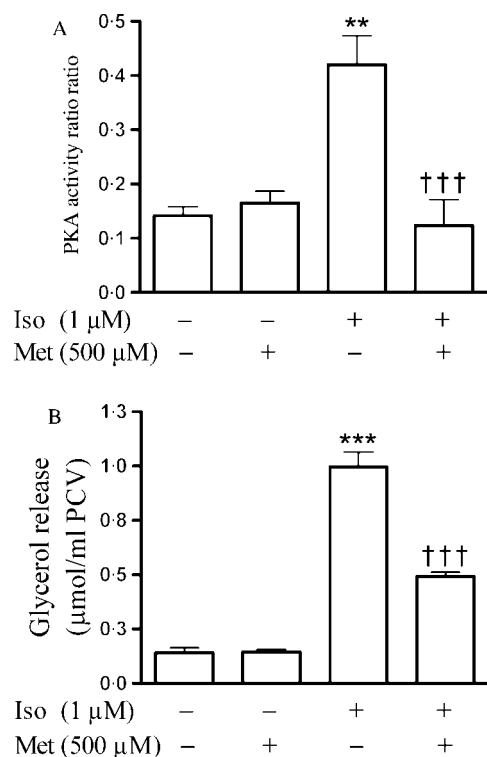 A
PKA activity ratio ratio
0·5
0·4
0·3
0·2
0·1
0·0
**
†††
Iso (1 μM) – – + +
Met (500 μM) – + – +
B
Glycerol release
(μmol/ml PCV)
1·3
1·0
0·8
0·5
0·3
0·0
***
†††
Iso (1 μM) – – + +
Met (500 μM) – + – +